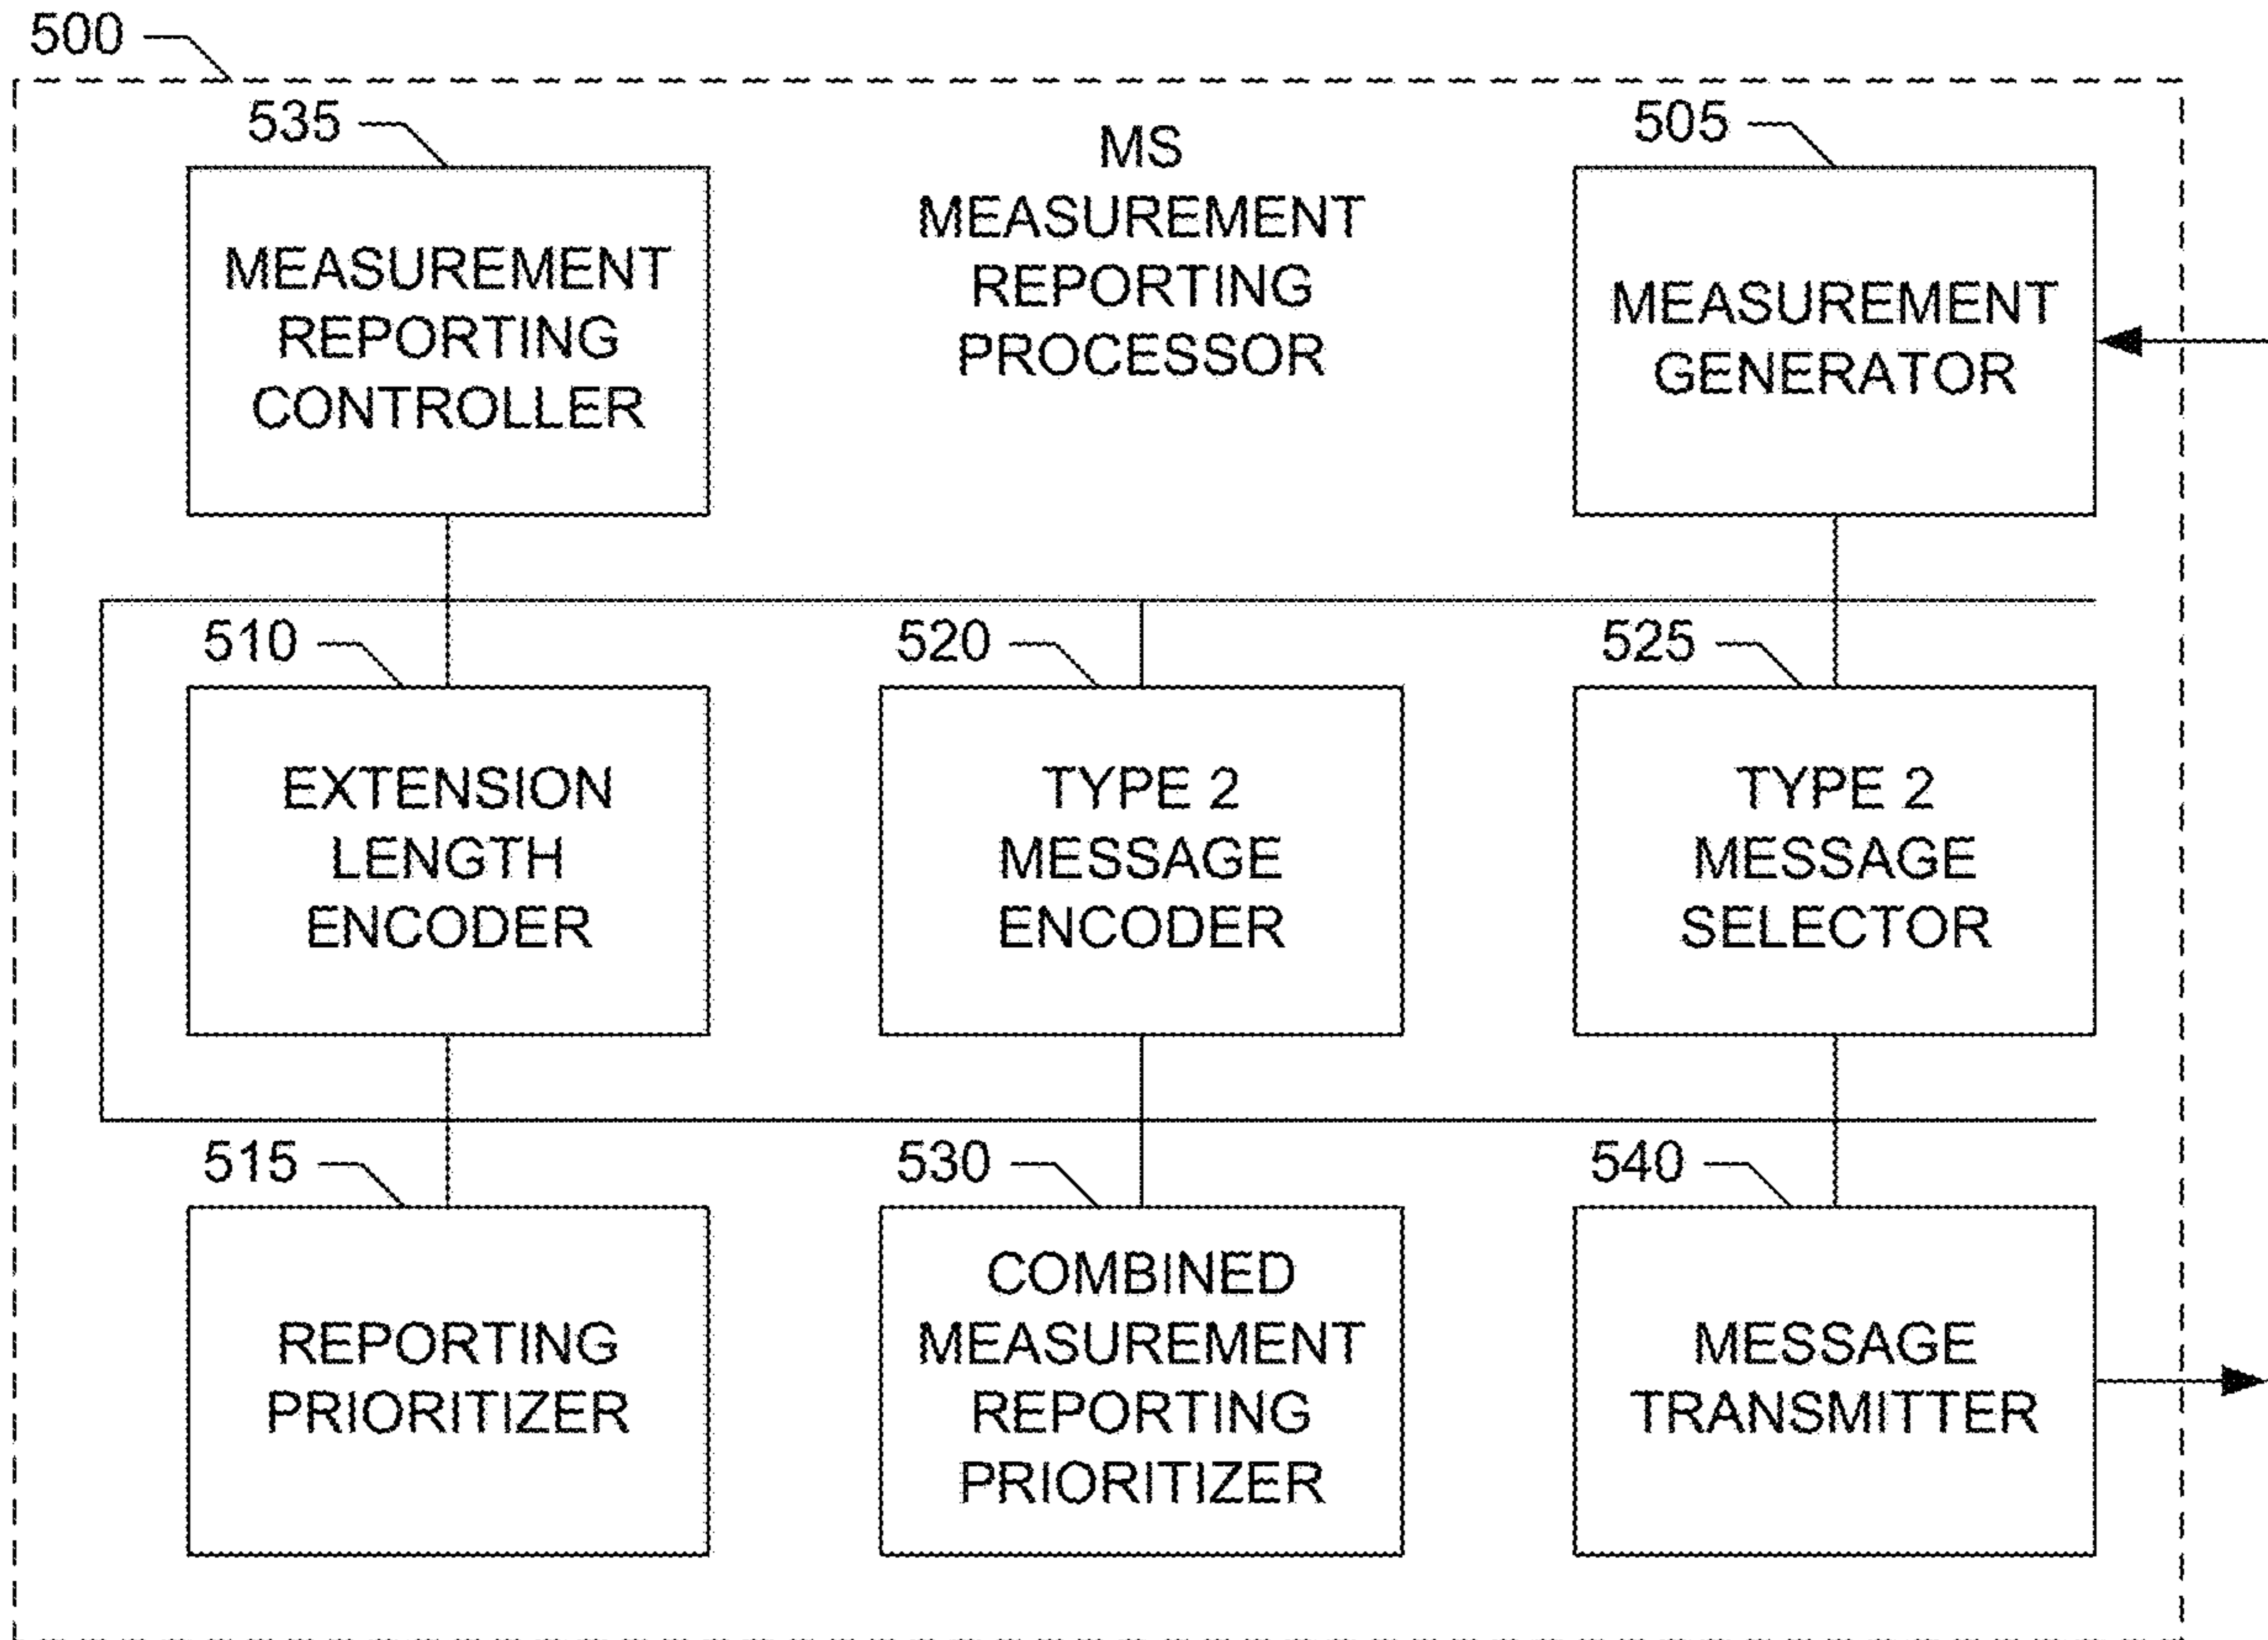 500
535
MEASUREMENT
REPORTING
CONTROLLER
MS
MEASUREMENT
REPORTING
PROCESSOR
505
MEASUREMENT
GENERATOR
510
EXTENSION
LENGTH
ENCODER
520
TYPE 2
MESSAGE
ENCODER
525
TYPE 2
MESSAGE
SELECTOR
515
REPORTING
PRIORITIZER
530
COMBINED
MEASUREMENT
REPORTING
PRIORITIZER
540
MESSAGE
TRANSMITTER